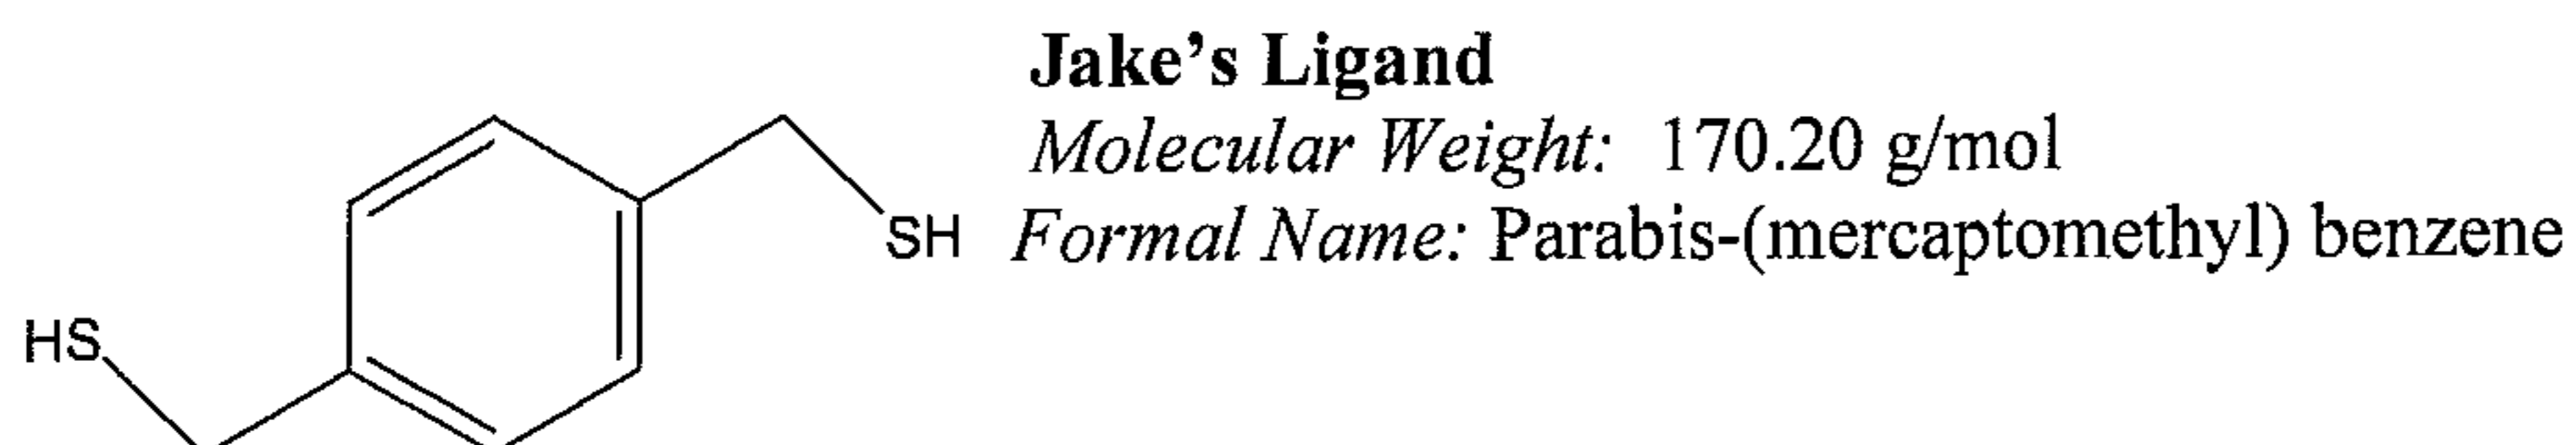 Jake's Ligand
Molecular Weight: 170.20 g/mol
SH
Formal Name: Parabis-(mercaptomethyl) benzene
HS